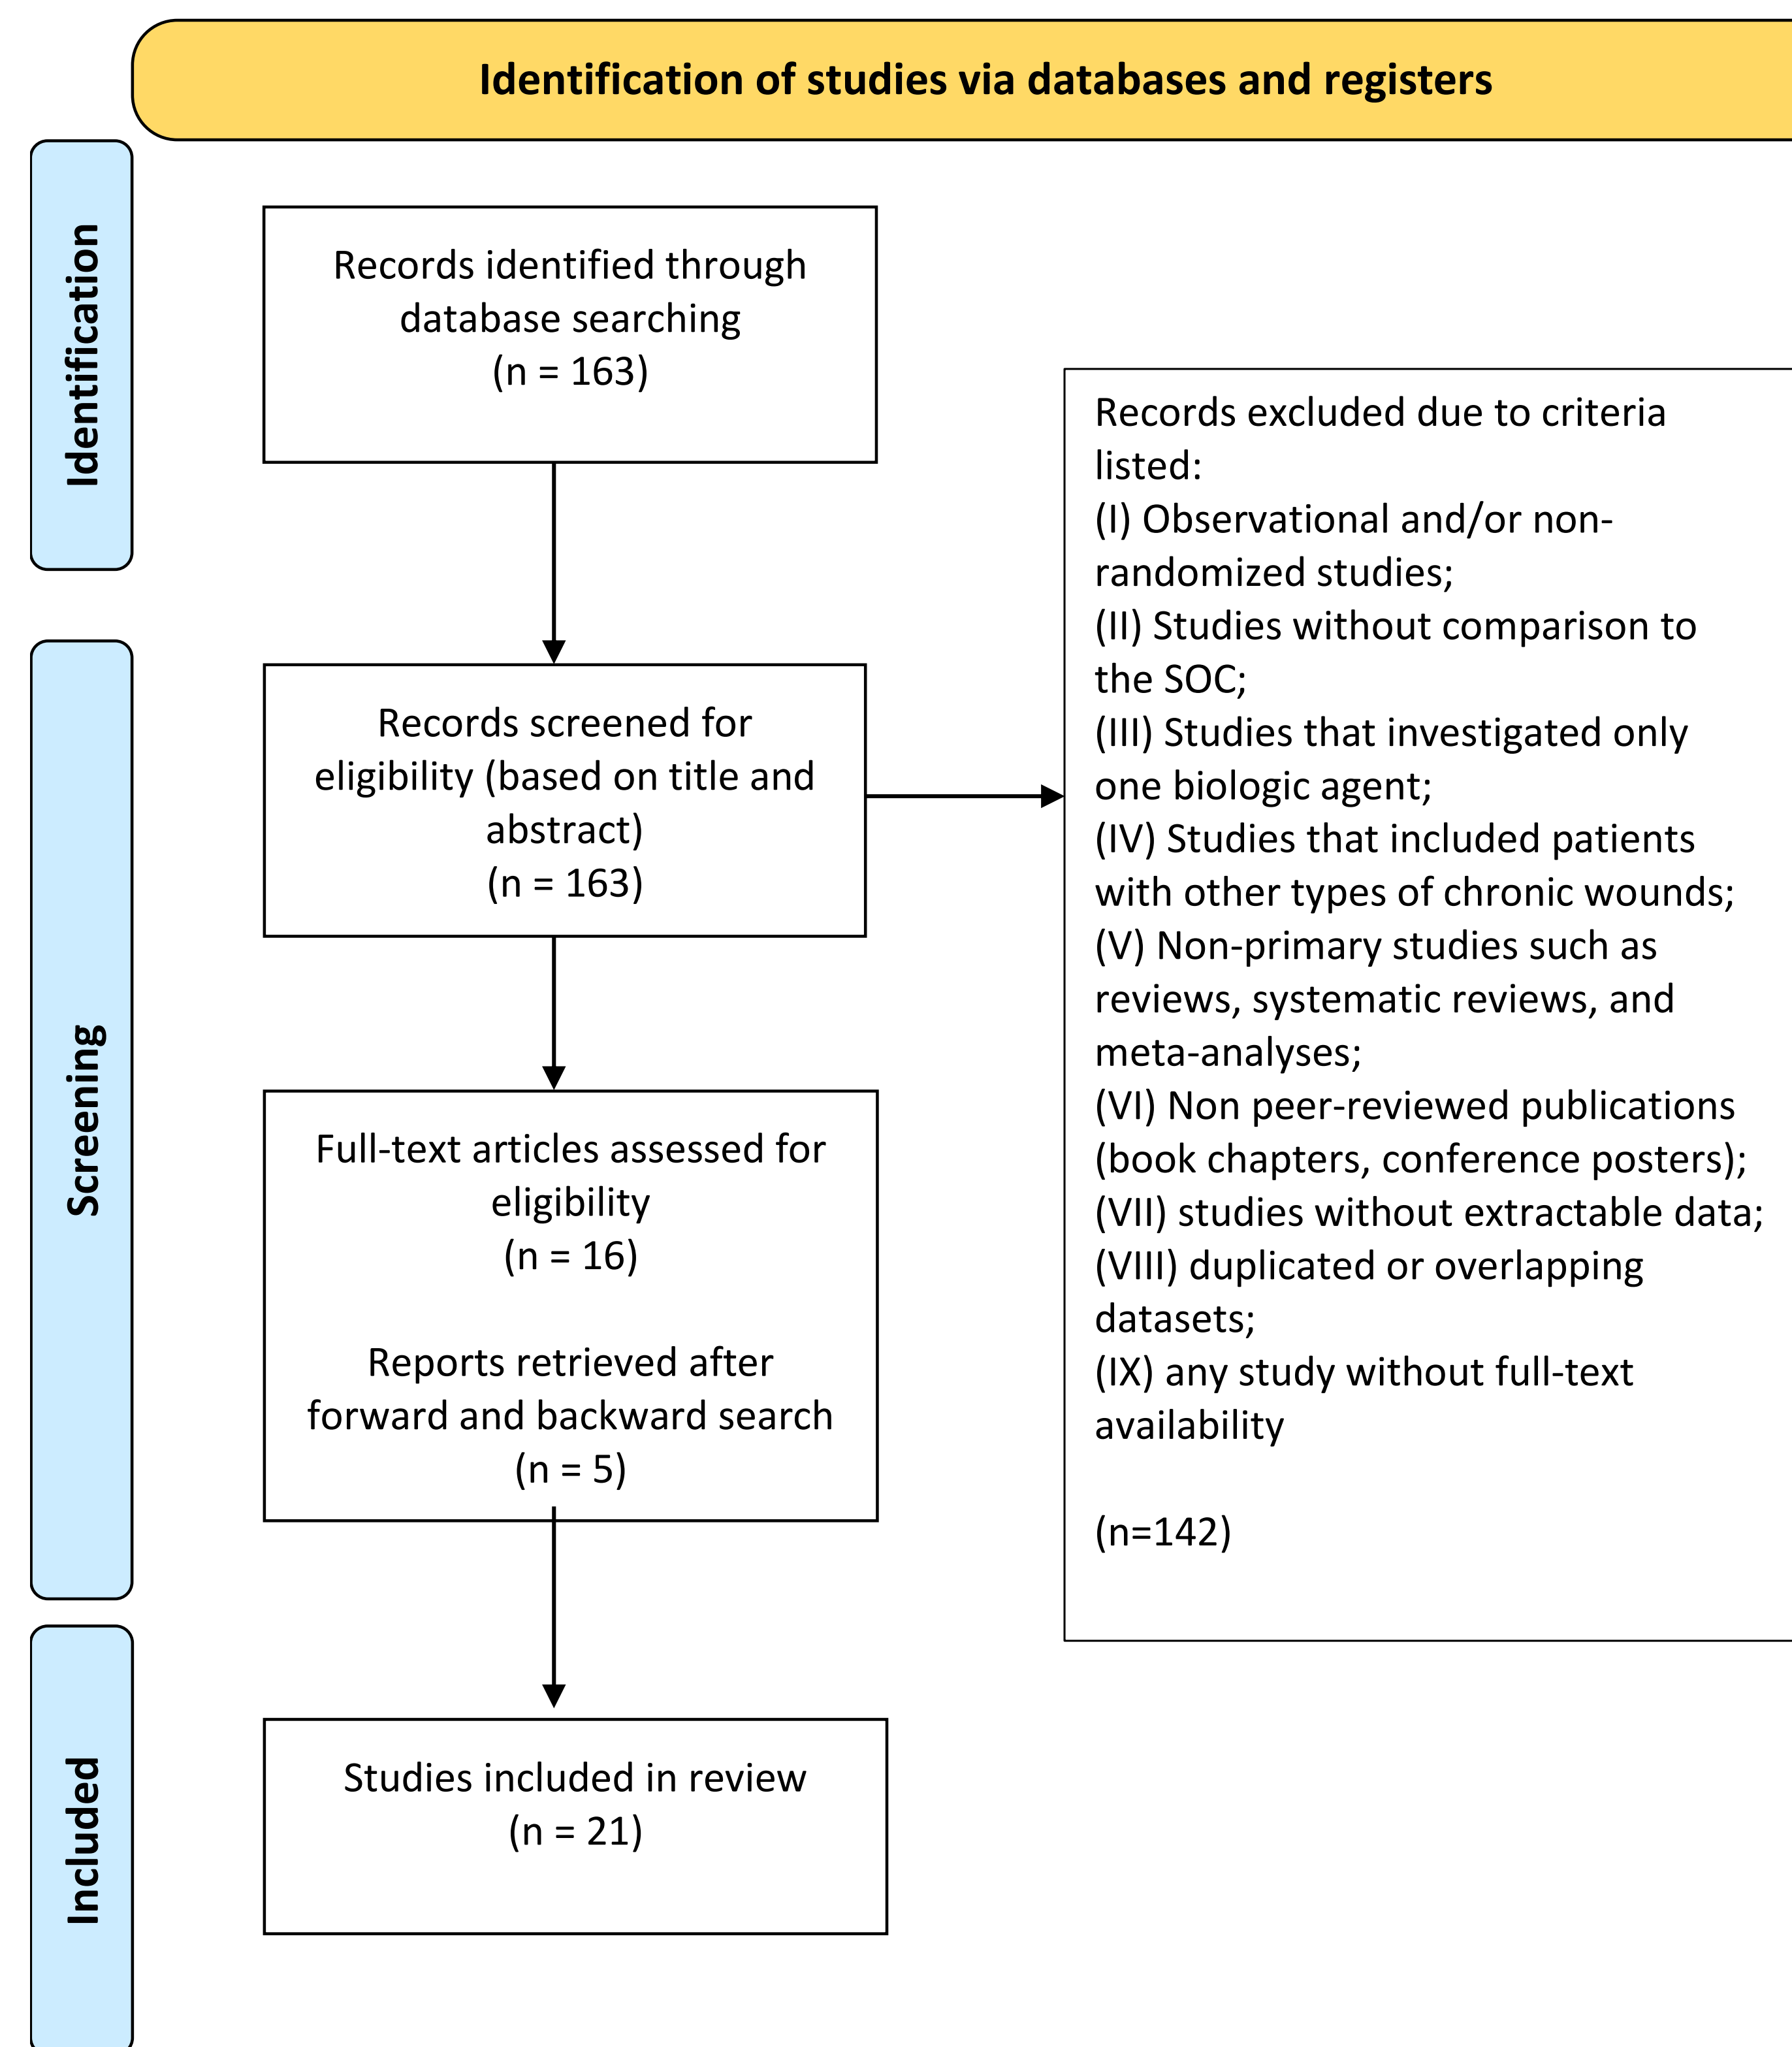 Identification of studies via databases and registers
Identification
Records identified through
database searching
(n = 163)
Screening
Records screened for
eligibility (based on title and
abstract)
(n = 163)
Records excluded due to criteria
listed:
(I) Observational and/or non-
randomized studies;
(II) Studies without comparison to
the SOC;
(III) Studies that investigated only
one biologic agent;
(IV) Studies that included patients
with other types of chronic wounds;
(V) Non-primary studies such as
reviews, systematic reviews, and
meta-analyses;
(VI) Non peer-reviewed publications
(book chapters, conference posters);
(VII) studies without extractable data;
(VIII) duplicated or overlapping
datasets;
(IX) any study without full-text
availability
(n=142)
Full-text articles assessed for
eligibility
(n = 16)
Reports retrieved after
forward and backward search
(n = 5)
Included
Studies included in review
(n = 21)